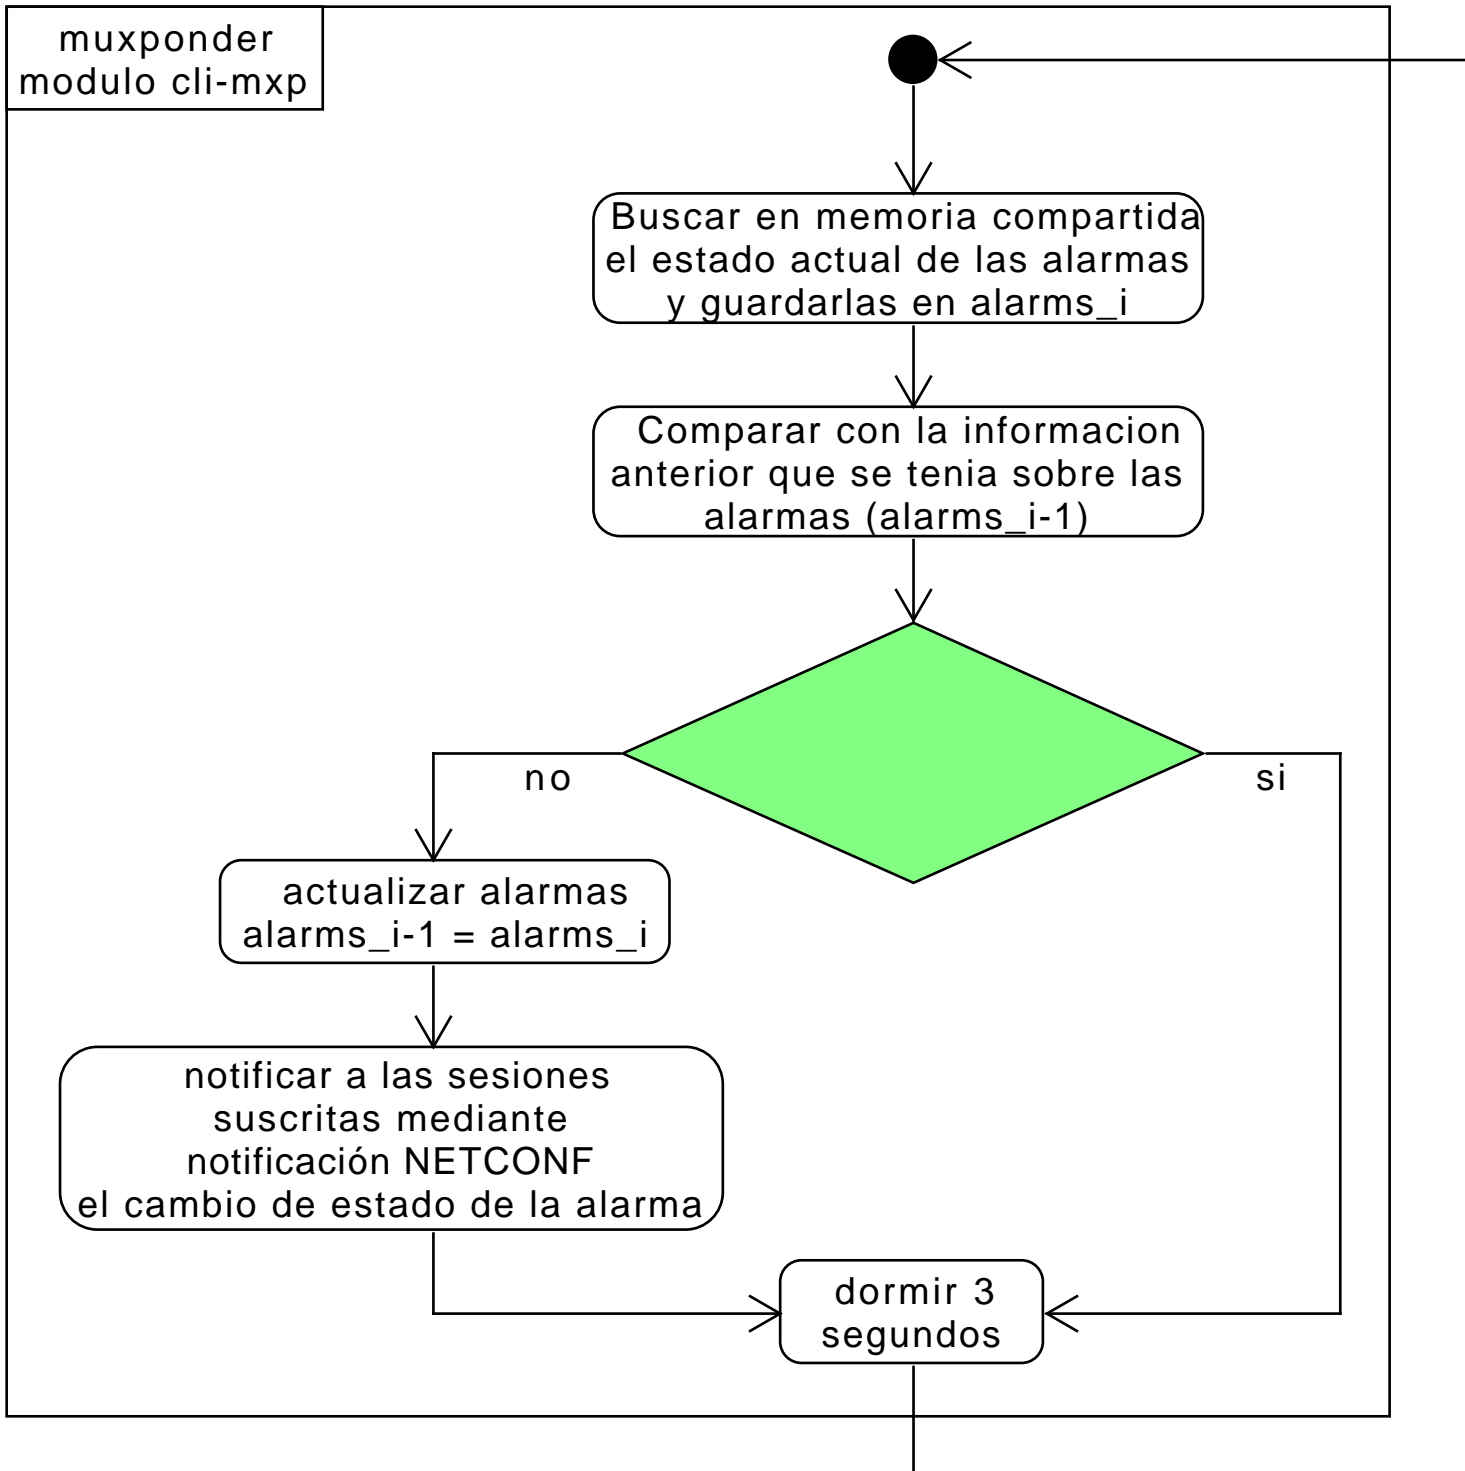 muxponder
modulo cli-mxp
Buscar en memoria compartida
el estado actual de las alarmas
y guardarlas en alarms_i
Comparar con la informacion
anterior que se tenia sobre las
alarmas (alarms_i-1)
no
si
actualizar alarmas
alarms_i-1 = alarms_i
notificar a las sesiones
suscritas mediante
notificación NETCONF
el cambio de estado de la alarma
dormir 3
segundos